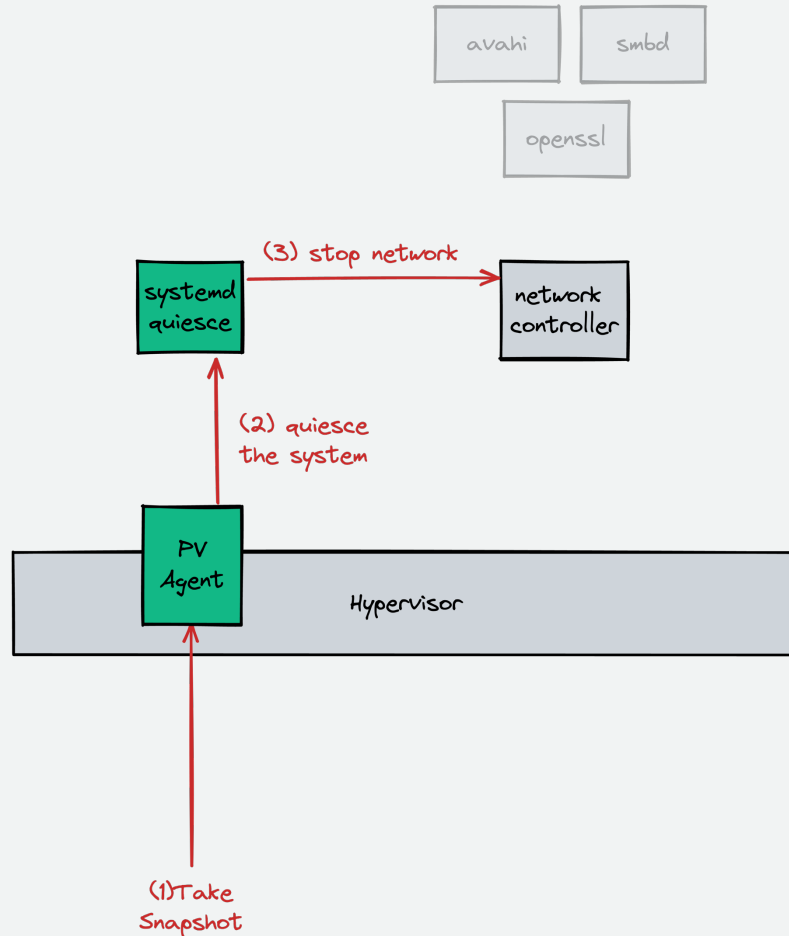 avahi
smbd
openssl
(3) stop network
systemd
quiesce
network
controller
(2) quiesce
the system
PV
Agent
Hypervisor
(1)Take
Snapshot